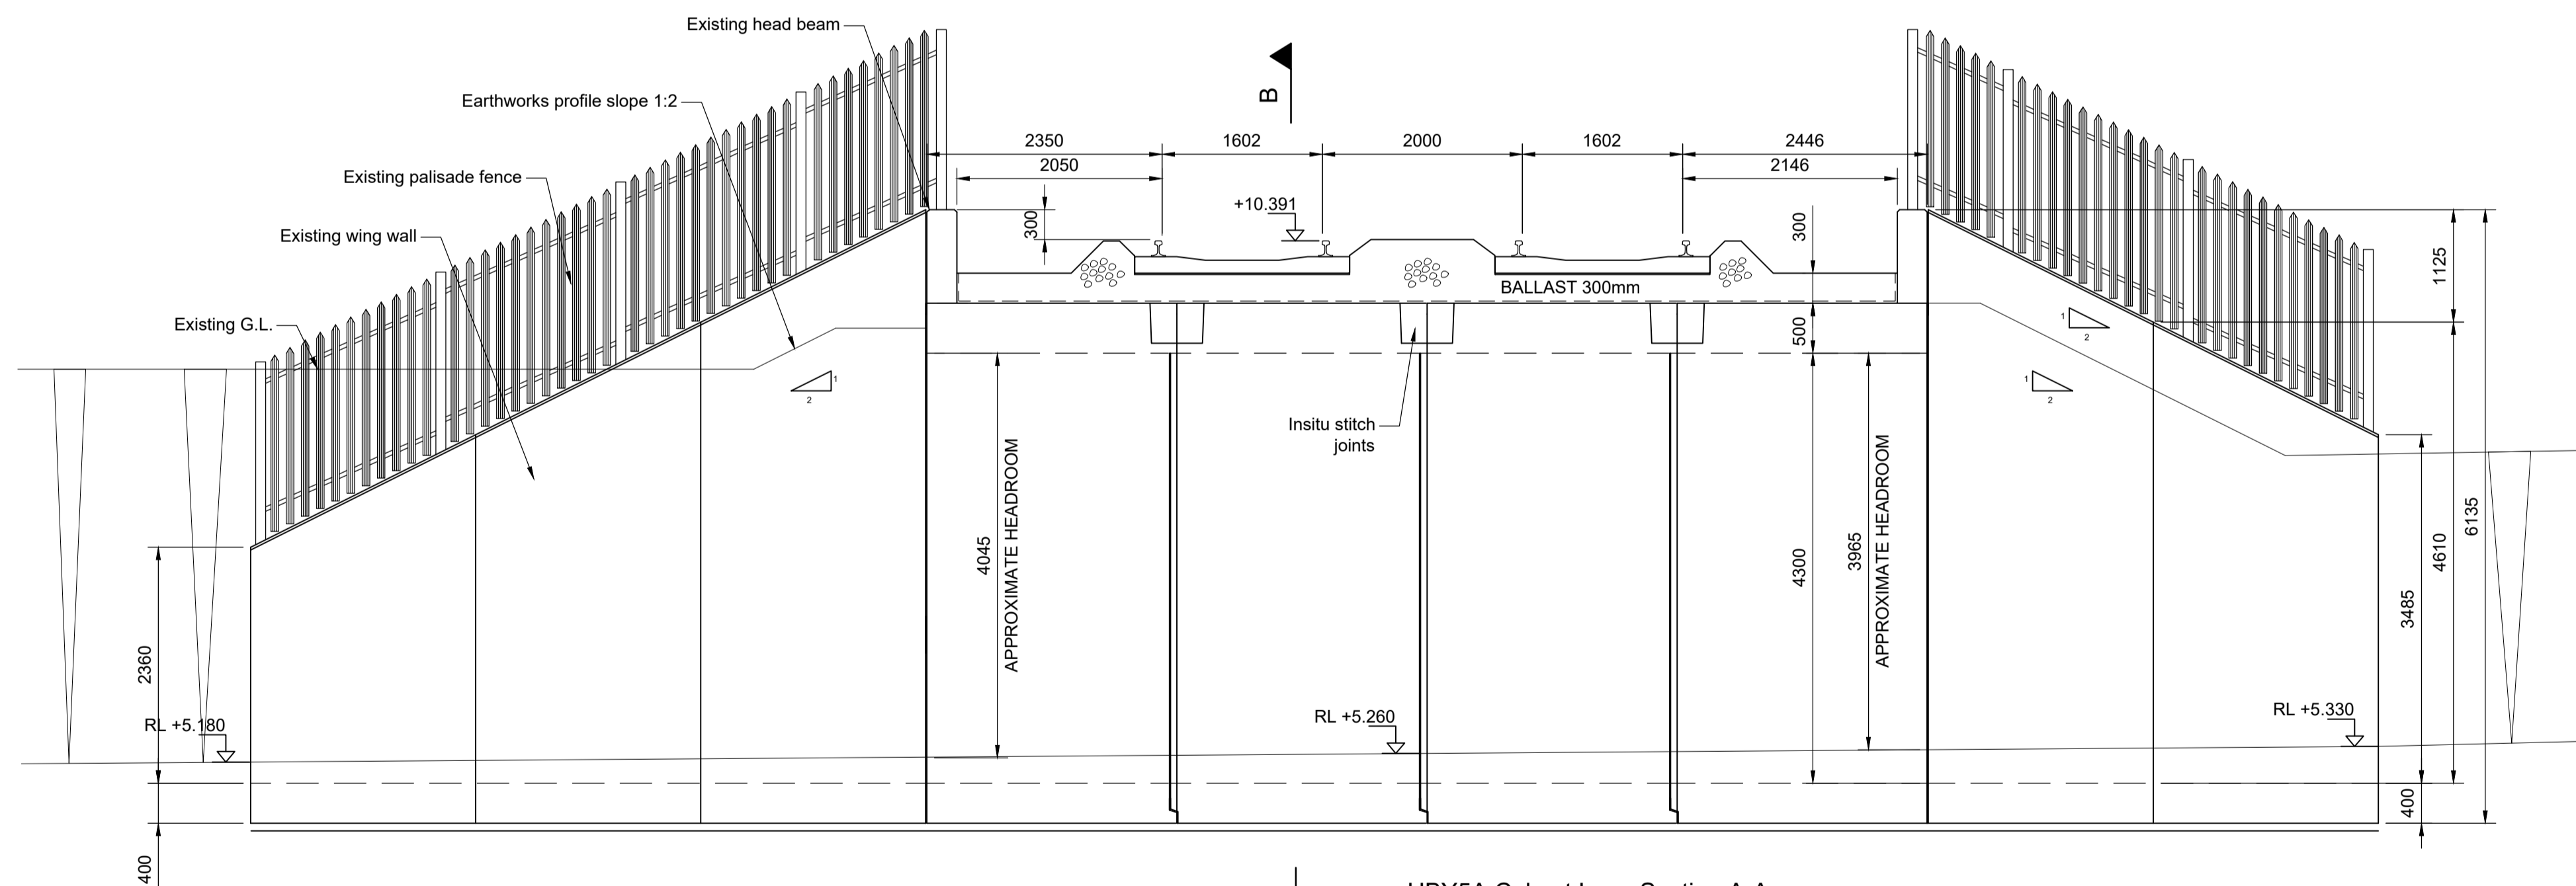 Existing head beam
Earthworks profile slope 1:2
Existing palisade fence
Existing wing wall
Existing G.L.
B
2350
1602
2000
1602
2446
2050
2146
300
+10.391
300
BALLAST 300mm
500
1125
1
2
1
2
1
2
Insitu stitch
joints
4045
APPROXIMATE HEADROOM
4300
3965
APPROXIMATE HEADROOM
3485
4610
6135
2360
RL +5.180
RL +5.260
RL +5.330
400
400